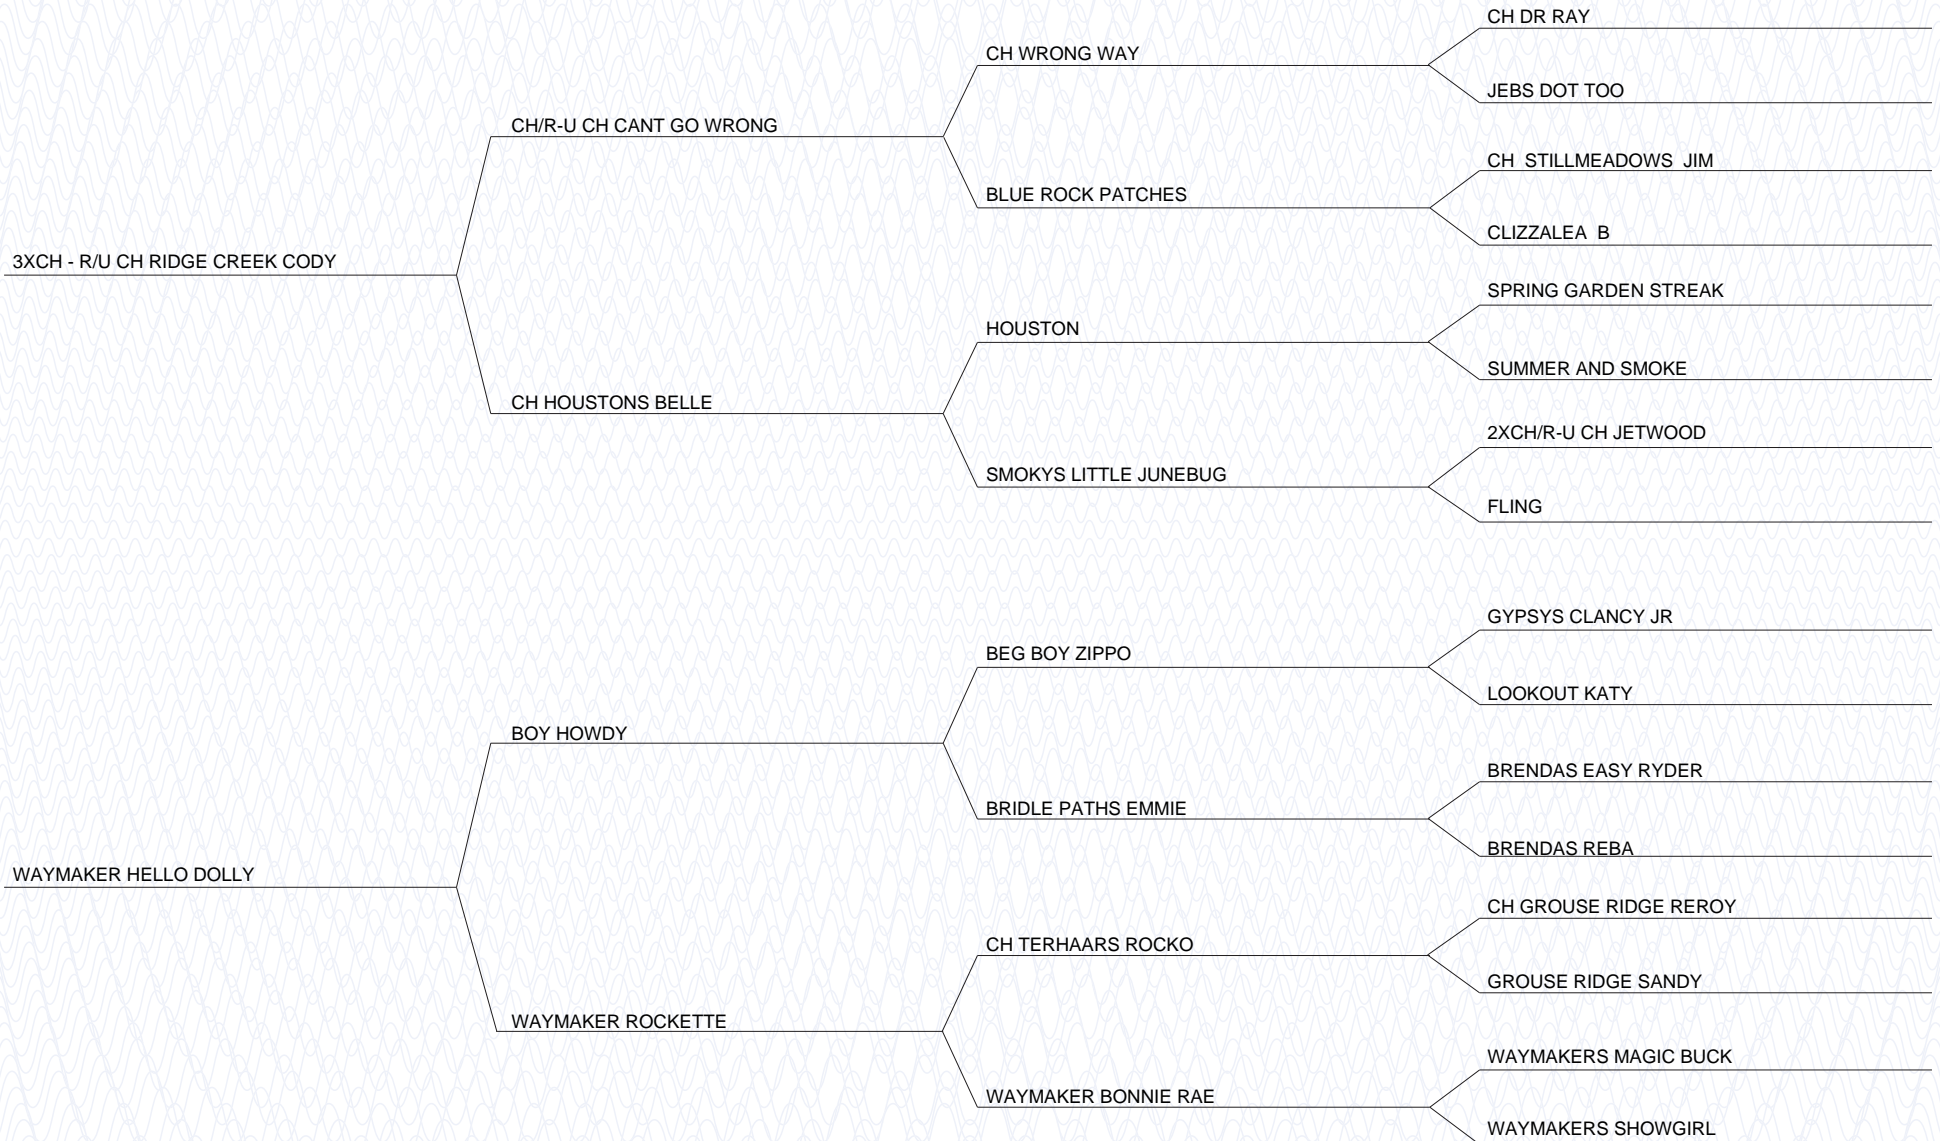 CH DR RAY
CH WRONG WAY
JEBS DOT TOO
CH/R-U CH CANT GO WRONG
CH  STILLMEADOWS  JIM
BLUE ROCK PATCHES
CLIZZALEA  B
3XCH - R/U CH RIDGE CREEK CODY
SPRING GARDEN STREAK
HOUSTON
SUMMER AND SMOKE
CH HOUSTONS BELLE
2XCH/R-U CH JETWOOD
SMOKYS LITTLE JUNEBUG
FLING
GYPSYS CLANCY JR
BEG BOY ZIPPO
LOOKOUT KATY
BOY HOWDY
BRENDAS EASY RYDER
BRIDLE PATHS EMMIE
BRENDAS REBA
WAYMAKER HELLO DOLLY
CH GROUSE RIDGE REROY
CH TERHAARS ROCKO
GROUSE RIDGE SANDY
WAYMAKER ROCKETTE
WAYMAKERS MAGIC BUCK
WAYMAKER BONNIE RAE
WAYMAKERS SHOWGIRL